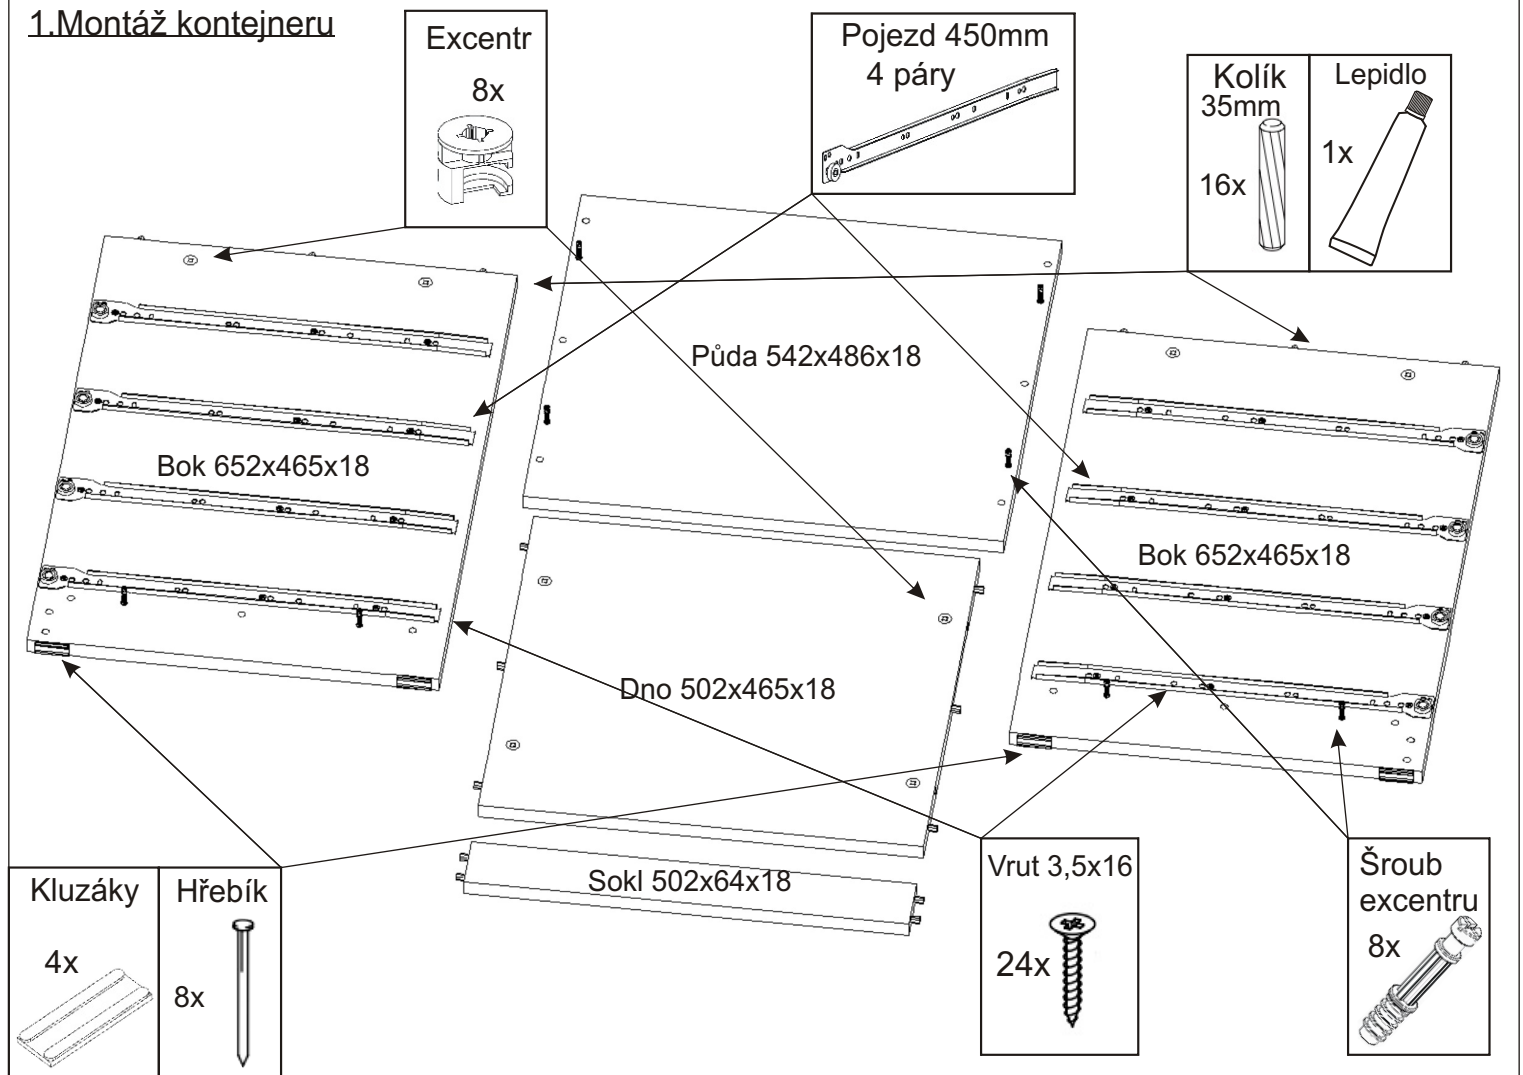 1.Montáž kontejneru
Excentr
8x
Pojezd 450mm
4 páry
Kolík
35mm
16x
Lepidlo
1x
Půda 542x486x18
Bok 652x465x18
Bok 652x465x18
Dno 502x465x18
Sokl 502x64x18
Kluzáky
4x
Hřebík
8x
Vrut 3,5x16
24x
Šroub
excentru
8x